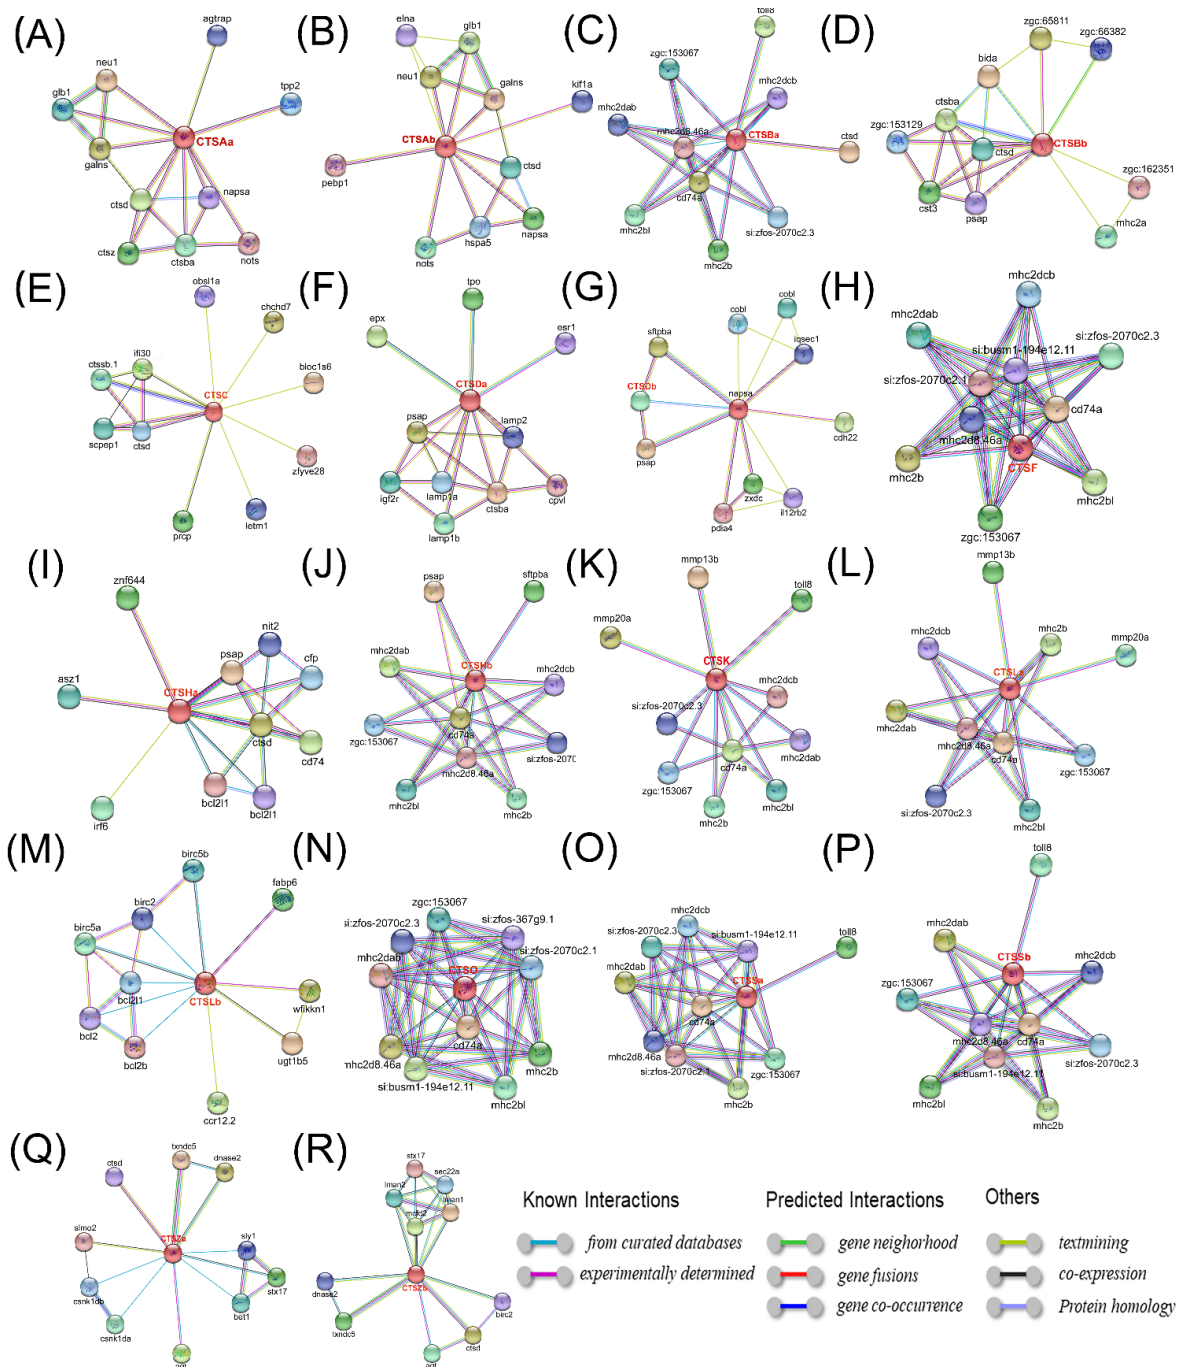 (A)
agtrap
neu1
tpp2
glb1
CTSAa
galns
napsa
ctsd
ctsz
ctsba
nots
(B)
elna
glb1
neu1
galns
kif1a
CTSAb
pebp1
ctsd
napsa
hspa5
nots
(C)
toll8
zgc:153067
mhc2dcb
mhc2dab
mhc2d8.46a
CTSBa
ctsd
cd74a
mhc2bl
si:zfos-2070c2.3
mhc2b
(D)
zgc:65811
zgc:66382
bida
ctsba
zgc:153129
ctsd
CTSBb
zgc:162351
cst3
psap
mhc2a
(E)
obsl1a
chchd7
ifi30
ctssb.1
bloc1s6
CTSC
scpep1
ctsd
zfyve28
letm1
prcp
(F)
tpo
epx
esr1
CTSDa
psap
lamp2
igf2r
lamp1a
cpvl
ctsba
lamp1b
(G)
cobl
cobl
sftpba
iqsec1
CTSDb
napsa
psap
cdh22
zxdc
il12rb2
pdia4
(H)
mhc2dcb
mhc2dab
si:zfos-2070c2.3
si:busm1-194e12.11
si:zfos-2070c2.1
cd74a
mhc2d8.46a
mhc2b
CTSF
mhc2bl
zgc:153067
(I)
znf644
nit2
psap
cfp
asz1
CTSHa
ctsd
cd74
bcl2l1
irf6
bcl2l1
(J)
psap
sftpba
mhc2dab
CTSHb
mhc2dcb
cd74a
zgc:153067
mhc2d8.46a
si:zfos-2070
mhc2bl
mhc2b
(K)
mmp13b
toll8
mmp20a
CTSK
mhc2dcb
si:zfos-2070c2.3
mhc2dab
cd74a
zgc:153067
mhc2bl
mhc2b
(L)
mmp13b
mhc2dcb
mhc2b
mmp20a
CTSLa
mhc2dab
mhc2d8.46a
cd74a
zgc:153067
si:zfos-2070c2.3
mhc2bl
(M)
birc5b
birc2
fabp6
birc5a
bcl2l1
CTSLb
wfikkn1
bcl2
bcl2b
ugt1b5
ccr12.2
(N)
zgc:153067
si:zfos-367g9.1
si:zfos-2070c2.3
si:zfos-2070c2.1
mhc2dab
CTSO
cd74a
mhc2d8.46a
mhc2b
si:busm1-194e12.11
mhc2bl
(O)
mhc2dcb
si:zfos-2070c2.3
si:busm1-194e12.11
toll8
mhc2dab
CTSSa
cd74a
mhc2d8.46a
si:zfos-2070c2.1
zgc:153067
mhc2b
(P)
toll8
mhc2dab
CTSSb
mhc2dcb
zgc:153067
mhc2d8.46a
cd74a
si:zfos-2070c2.3
si:busm1-194e12.11
mhc2bl
mhc2b
(Q)
txndc5
ctsd
dnase2
slmo2
CTSZa
sly1
csnk1db
stx17
bet1
csnk1da
agt
(R)
stx17
sec22a
lman2
lman1
mcfd2
CTSZb
dnase2
birc2
txndc5
ctsd
agt
Known Interactions
from curated databases
experimentally determined
Predicted Interactions
gene neighorhood
gene fusions
gene co-occurrence
Others
textmining
co-expression
Protein homology